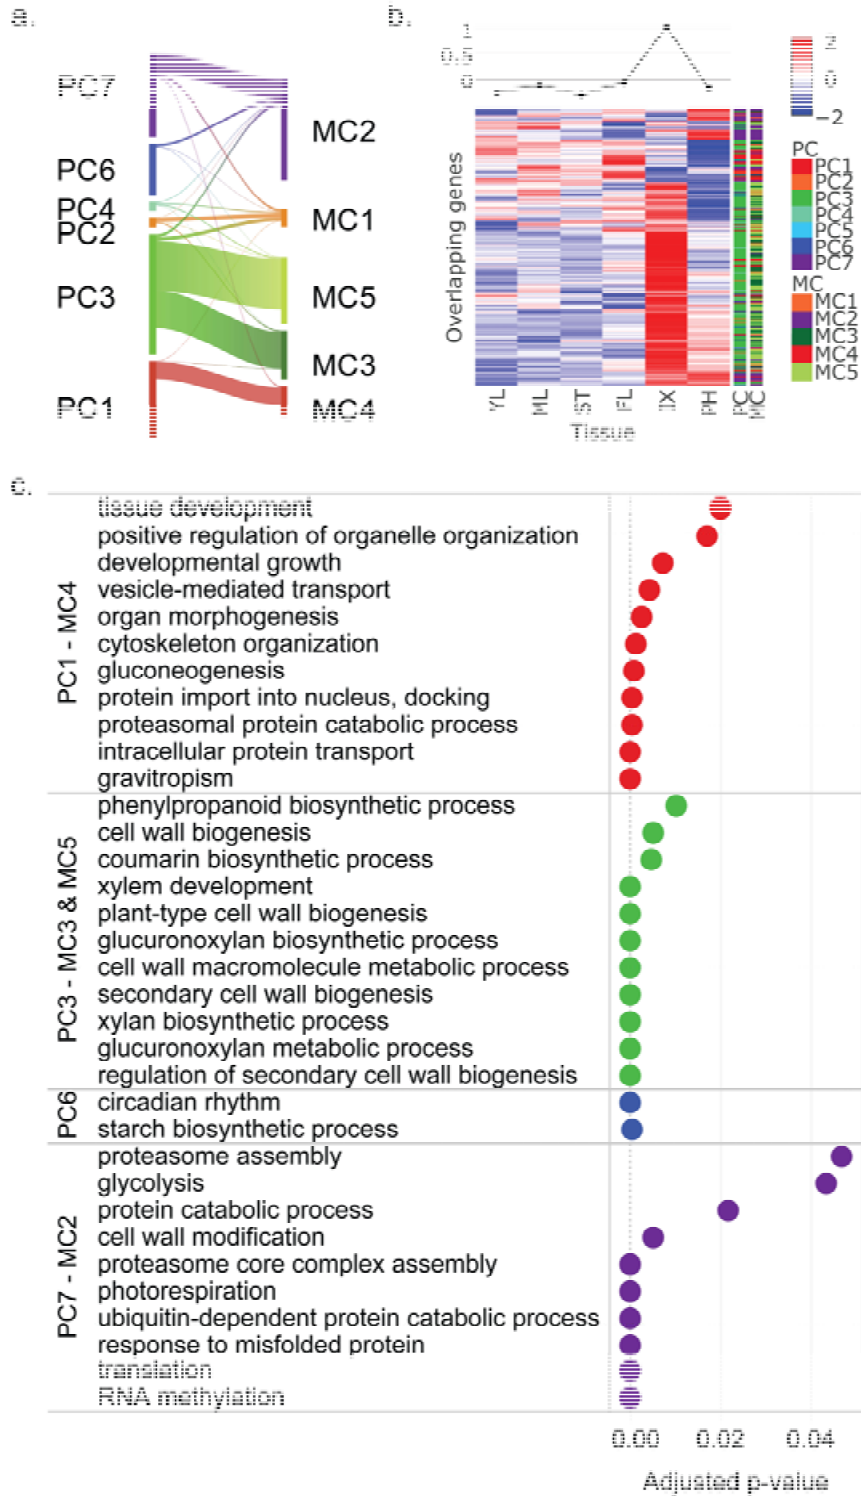 a.
PC7
PC6
PC4
PC2
PC3
PC1
MC2
MC1
MC5
MC3
MC4
b.
1
0.5
0
Overlapping genes
YL
ML
ST
FL
IX
PH
PC
MC
Tissue
2
0
-2
PC
PC1
PC2
PC3
PC4
PC5
PC6
PC7
MC
MC1
MC2
MC3
MC4
MC5
c.
PC1 - MC4
tissue development
positive regulation of organelle organization
developmental growth
vesicle-mediated transport
organ morphogenesis
cytoskeleton organization
gluconeogenesis
protein import into nucleus, docking
proteasomal protein catabolic process
intracellular protein transport
gravitropism
PC3 - MC3 & MC5
phenylpropanoid biosynthetic process
cell wall biogenesis
coumarin biosynthetic process
xylem development
plant-type cell wall biogenesis
glucuronoxylan biosynthetic process
cell wall macromolecule metabolic process
secondary cell wall biogenesis
xylan biosynthetic process
glucuronoxylan metabolic process
regulation of secondary cell wall biogenesis
PC6
circadian rhythm
starch biosynthetic process
PC7 - MC2
proteasome assembly
glycolysis
protein catabolic process
cell wall modification
proteasome core complex assembly
photorespiration
ubiquitin-dependent protein catabolic process
response to misfolded protein
translation
RNA methylation
0.00
0.02
0.04
Adjusted p-value